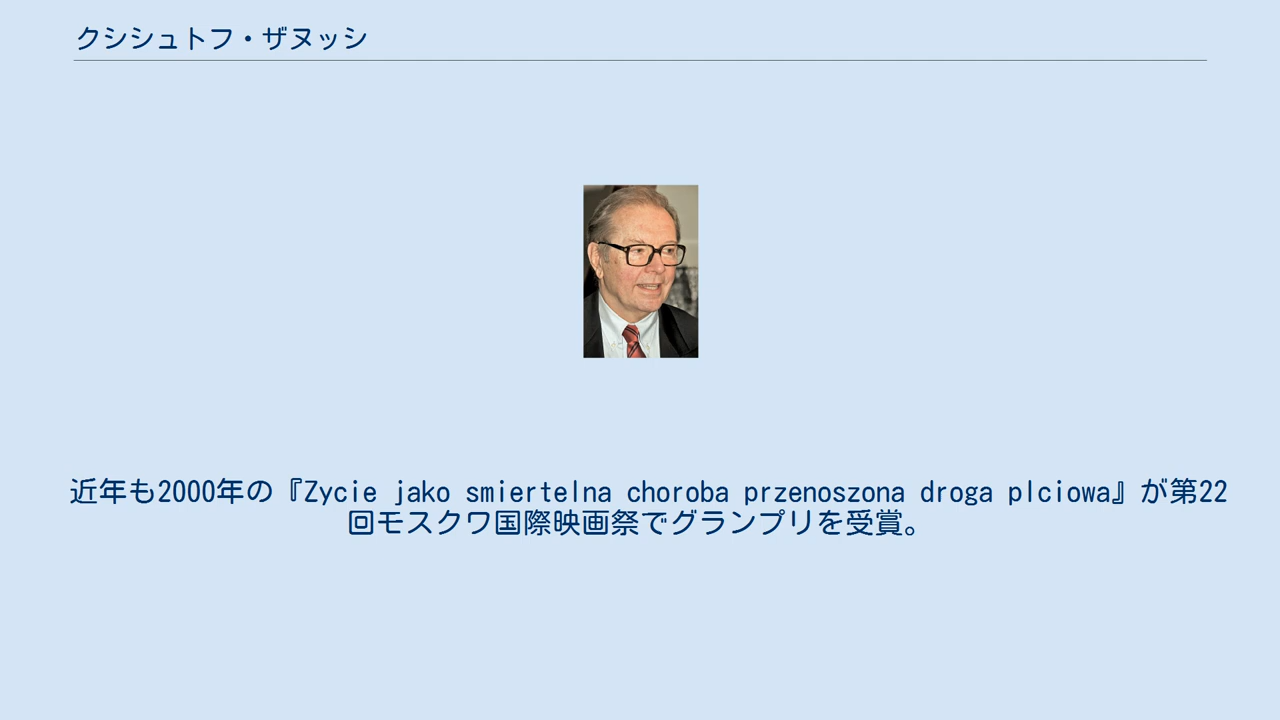 クシシュトフ・ザヌッシ
近年も2000年の『Zycie jako smiertelna choroba przenoszona droga plciowa』が第22
回モスクワ国際映画祭でグランプリを受賞。